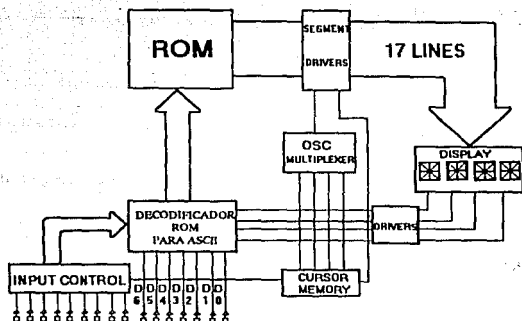 ROM
SEGMENT
DRIVERS
17 LINES
OSC
MULTIPLEXER
DISPLAY
DECODIFICADOR
ROM
PARA ASCII
DRIVERS
INPUT CONTROL
D D D D D D D
6 5 4 3 2 1 0
CURSOR
MEMORY